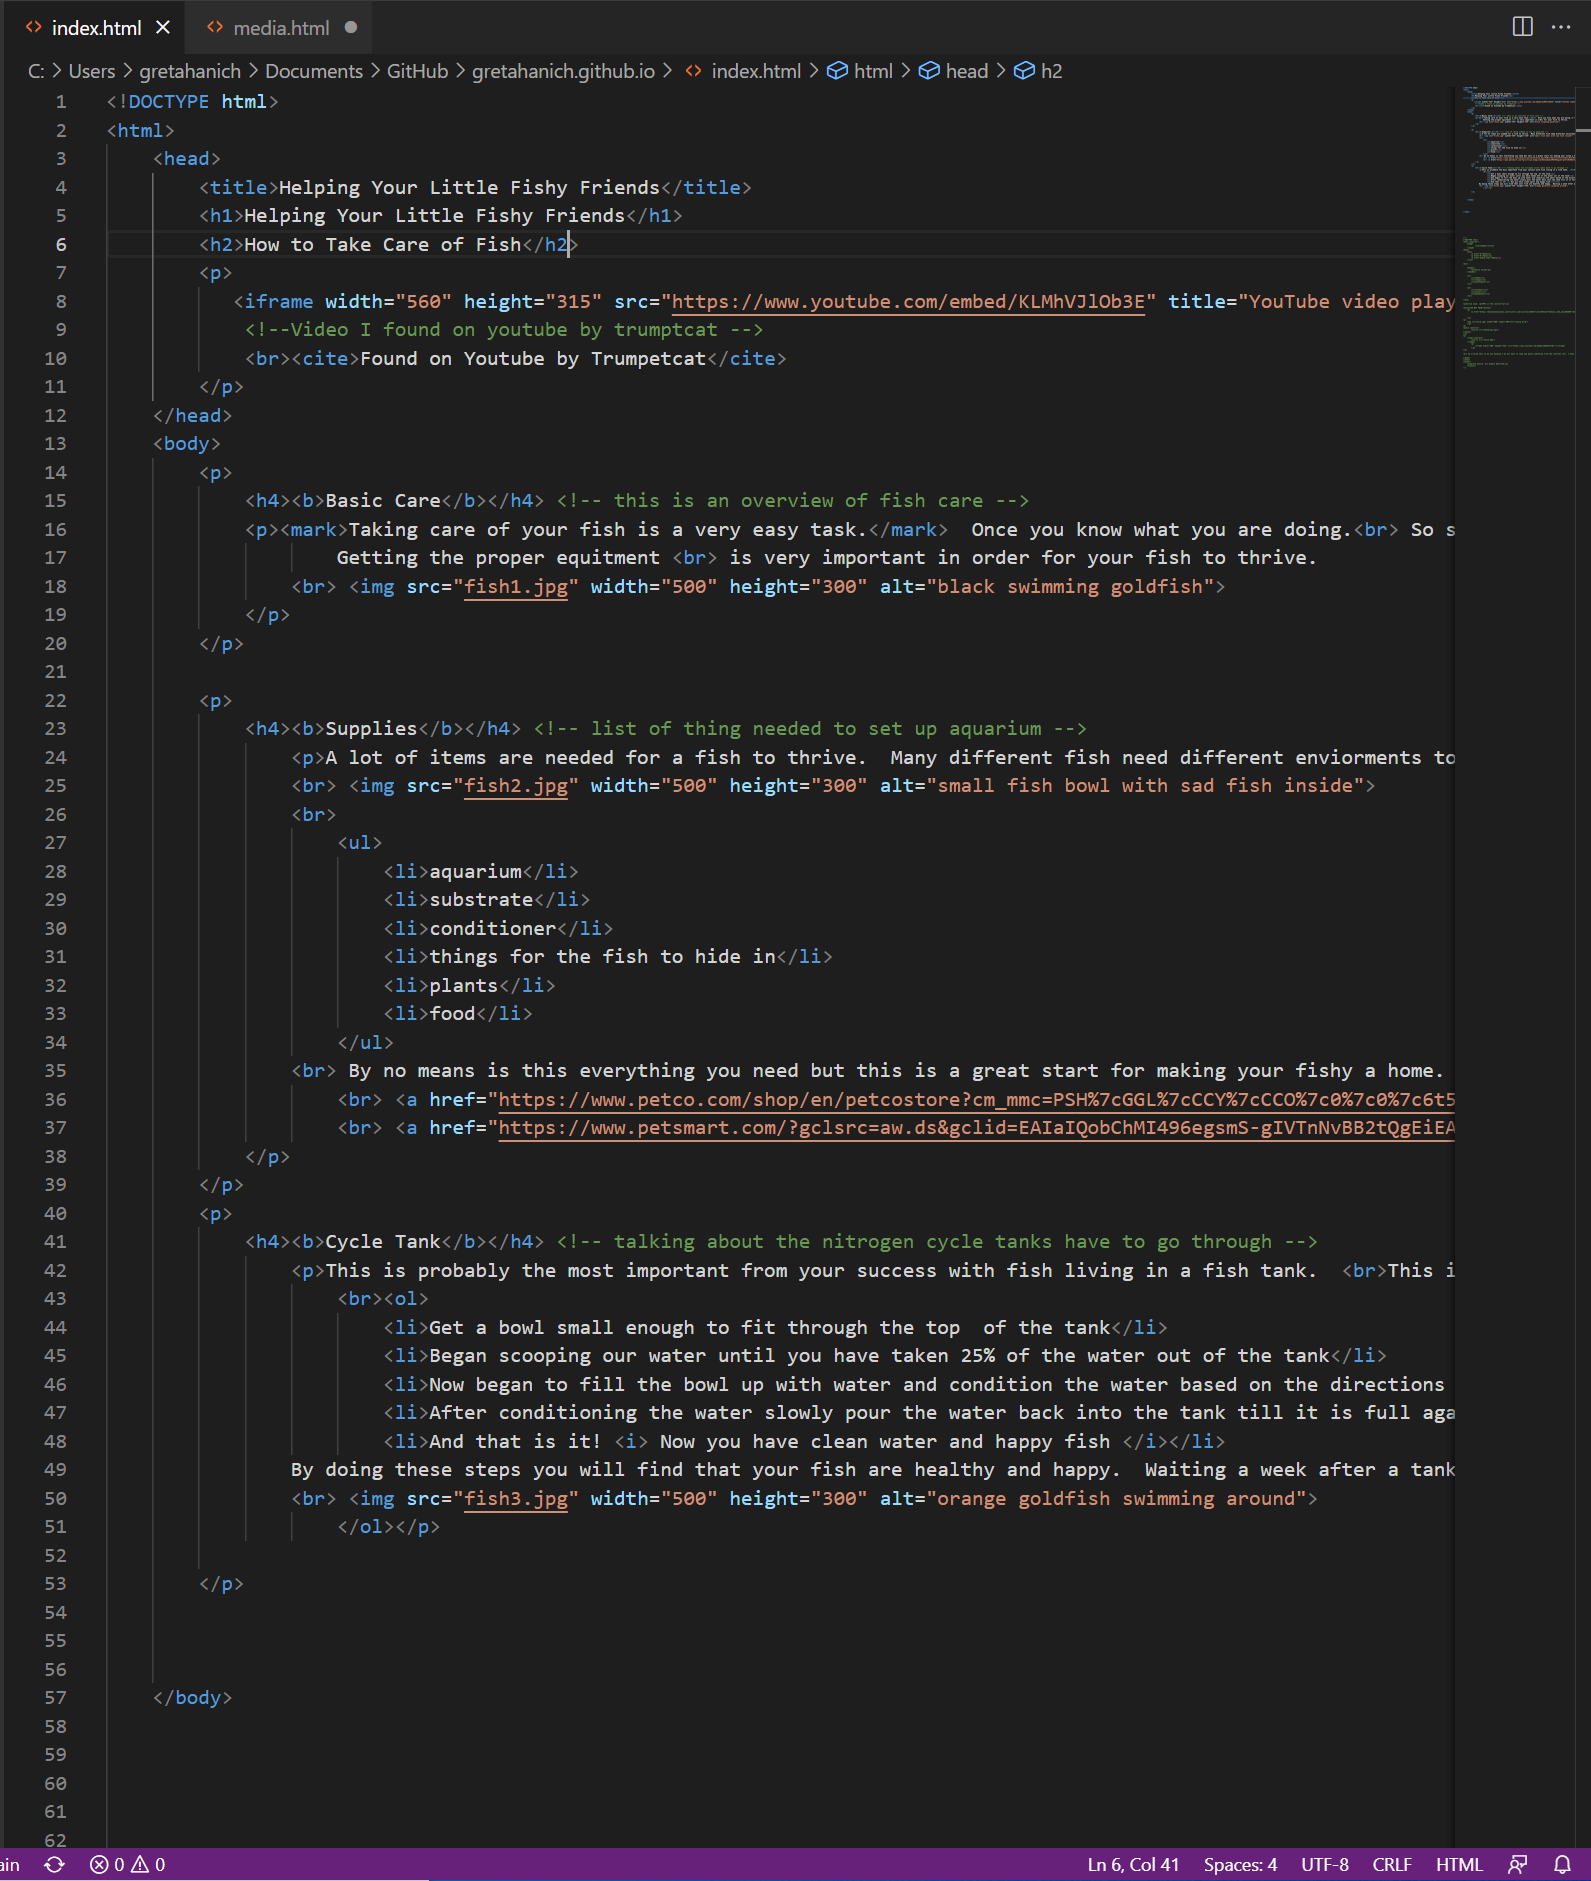 index.html
media.html
C: > Users > gretahanich > Documents > GitHub > gretahanich.github.io > index.html > html > head > h2
1 <!DOCTYPE html>
2 <html>
3 <head>
4 <title>Helping Your Little Fishy Friends</title>
5 <h1>Helping Your Little Fishy Friends</h1>
6 <h2>How to Take Care of Fish</h2>
7 <p>
8 <iframe width="560" height="315" src="https://www.youtube.com/embed/KLMhVJlOb3E" title="YouTube video play
9 <!--Video I found on youtube by trumptcat -->
10 <br><cite>Found on Youtube by Trumpetcat</cite>
11 </p>
12 </head>
13 <body>
14 <p>
15 <h4><b>Basic Care</b></h4> <!-- this is an overview of fish care -->
16 <p><mark>Taking care of your fish is a very easy task.</mark>  Once you know what you are doing.<br> So s
17 Getting the proper equitment <br> is very important in order for your fish to thrive.
18 <br> <img src="fish1.jpg" width="500" height="300" alt="black swimming goldfish">
19 </p>
20 </p>
21
22 <p>
23 <h4><b>Supplies</b></h4> <!-- list of thing needed to set up aquarium -->
24 <p>A lot of items are needed for a fish to thrive.  Many different fish need different enviorments to
25 <br> <img src="fish2.jpg" width="500" height="300" alt="small fish bowl with sad fish inside">
26 <br>
27 <ul>
28 <li>aquarium</li>
29 <li>substrate</li>
30 <li>conditioner</li>
31 <li>things for the fish to hide in</li>
32 <li>plants</li>
33 <li>food</li>
34 </ul>
35 <br> By no means is this everything you need but this is a great start for making your fishy a home.
36 <br> <a href="https://www.petco.com/shop/en/petcostore?cm_mmc=PSH%7cGGL%7cCCY%7cCCO%7c0%7c0%7c6t5
37 <br> <a href="https://www.petsmart.com/?gclsrc=aw.ds&gclid=EAIaIQobChMI496egsmS-gIVTnNvBB2tQgEiEA
38 </p>
39 </p>
40 <p>
41 <h4><b>Cycle Tank</b></h4> <!-- talking about the nitrogen cycle tanks have to go through -->
42 <p>This is probably the most important from your success with fish living in a fish tank.  <br>This i
43 <br><ol>
44 <li>Get a bowl small enough to fit through the top  of the tank</li>
45 <li>Began scooping our water until you have taken 25% of the water out of the tank</li>
46 <li>Now began to fill the bowl up with water and condition the water based on the directions
47 <li>After conditioning the water slowly pour the water back into the tank till it is full aga
48 <li>And that is it! <i> Now you have clean water and happy fish </i></li>
49 By doing these steps you will find that your fish are healthy and happy.  Waiting a week after a tank
50 <br> <img src="fish3.jpg" width="500" height="300" alt="orange goldfish swimming around">
51 </ol></p>
52
53 </p>
54
55
56
57 </body>
58
59
60
61
62
ain 0 0 Ln 6, Col 41 Spaces: 4 UTF-8 CRLF HTML